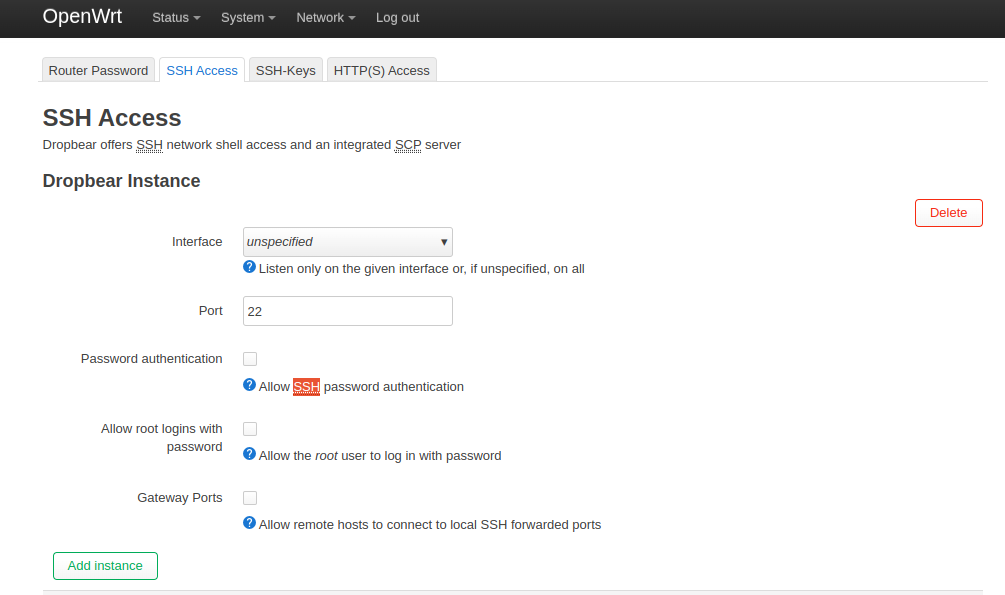 OpenWrt Status System Network Log out
Router Password SSH Access SSH-Keys HTTP(S) Access
SSH Access
Dropbear offers SSH network shell access and an integrated SCP server
Dropbear Instance
Delete
Interface unspecified
Listen only on the given interface or, if unspecified, on all
Port 22
Password authentication
Allow SSH password authentication
Allow root logins with
password
Allow the root user to log in with password
Gateway Ports
Allow remote hosts to connect to local SSH forwarded ports
Add instance